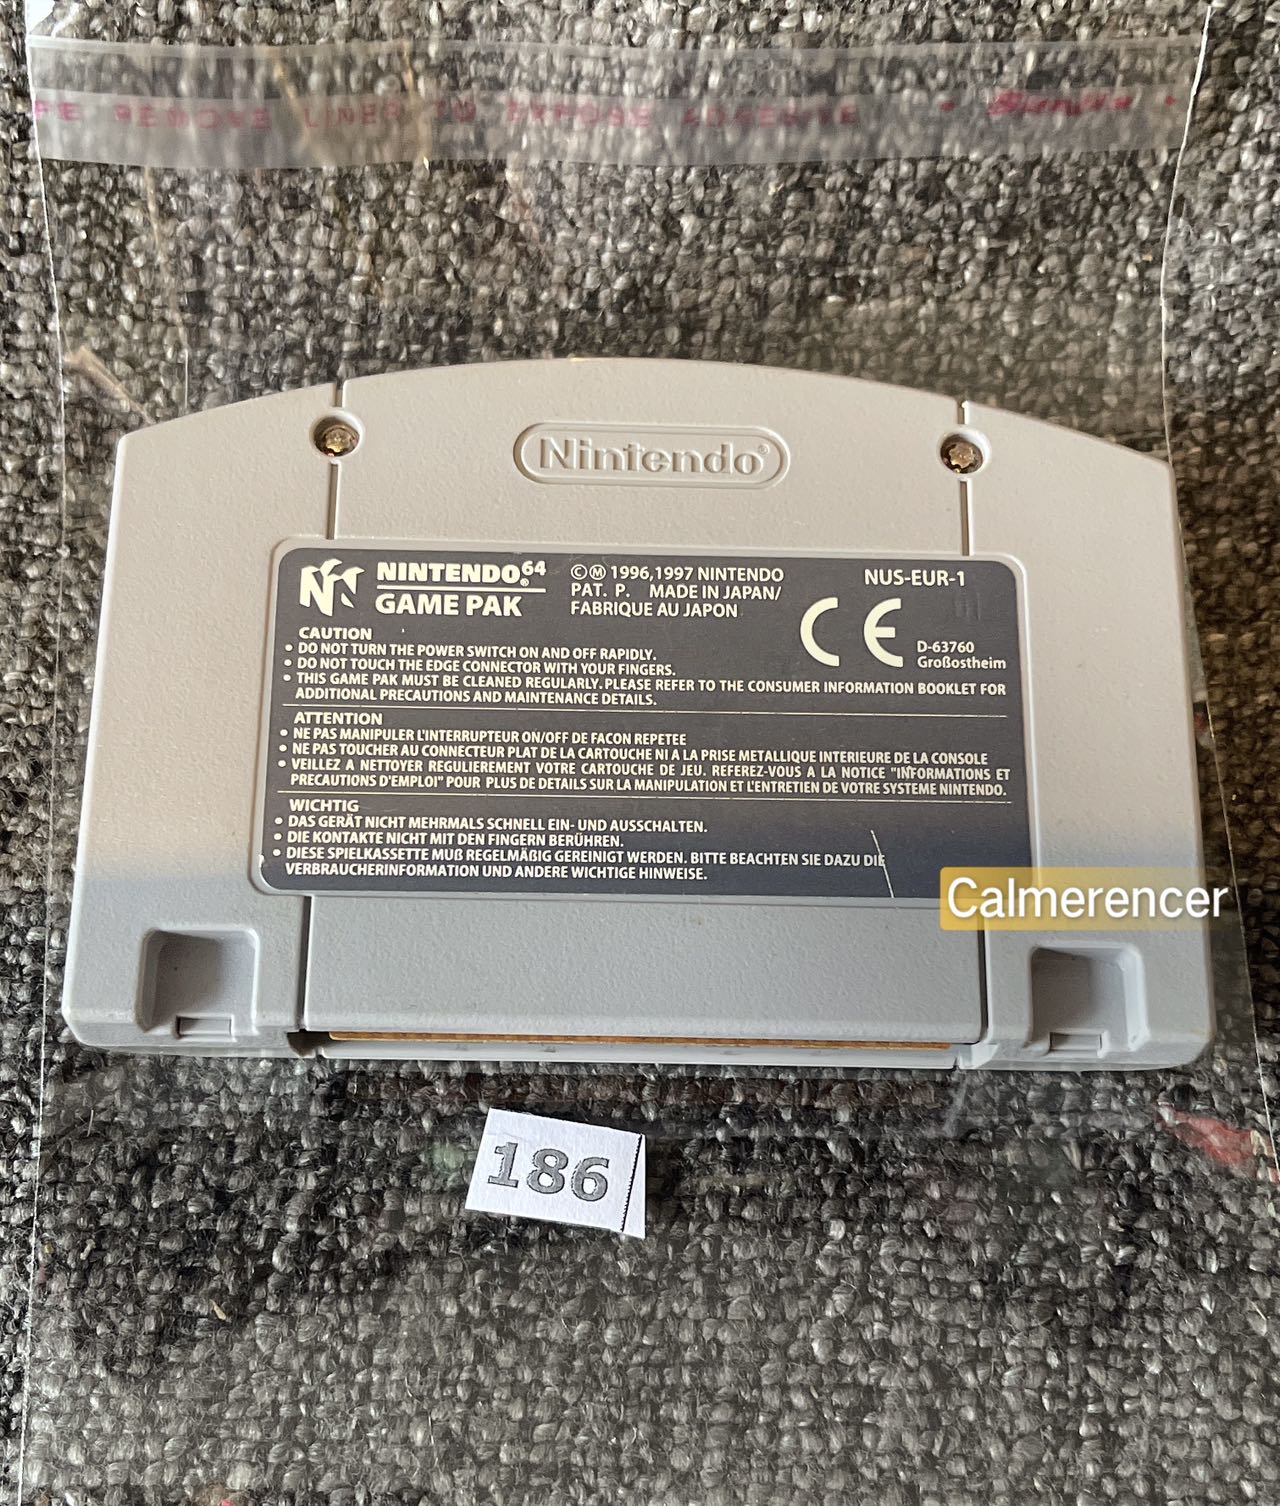 REMOVE LINER TO EXPOSE ADHESIVE
Nintendo®
NINTENDO⁶⁴®
GAME PAK
©Ⓜ 1996,1997 NINTENDO
PAT. P. MADE IN JAPAN/
FABRIQUE AU JAPON
NUS-EUR-1
CE
D-63760
Großostheim
CAUTION
• DO NOT TURN THE POWER SWITCH ON AND OFF RAPIDLY.
• DO NOT TOUCH THE EDGE CONNECTOR WITH YOUR FINGERS.
• THIS GAME PAK MUST BE CLEANED REGULARLY. PLEASE REFER TO THE CONSUMER INFORMATION BOOKLET FOR
ADDITIONAL PRECAUTIONS AND MAINTENANCE DETAILS.
ATTENTION
• NE PAS MANIPULER L'INTERRUPTEUR ON/OFF DE FACON REPETEE
• NE PAS TOUCHER AU CONNECTEUR PLAT DE LA CARTOUCHE NI A LA PRISE METALLIQUE INTERIEURE DE LA CONSOLE
• VEILLEZ A NETTOYER REGULIEREMENT VOTRE CARTOUCHE DE JEU. REFEREZ-VOUS A LA NOTICE "INFORMATIONS ET
PRECAUTIONS D'EMPLOI" POUR PLUS DE DETAILS SUR LA MANIPULATION ET L'ENTRETIEN DE VOTRE SYSTEME NINTENDO.
WICHTIG
• DAS GERÄT NICHT MEHRMALS SCHNELL EIN- UND AUSSCHALTEN.
• DIE KONTAKTE NICHT MIT DEN FINGERN BERÜHREN.
• DIESE SPIELKASSETTE MUß REGELMÄßIG GEREINIGT WERDEN. BITTE BEACHTEN SIE DAZU DIE
VERBRAUCHERINFORMATION UND ANDERE WICHTIGE HINWEISE.
Calmerencer
186